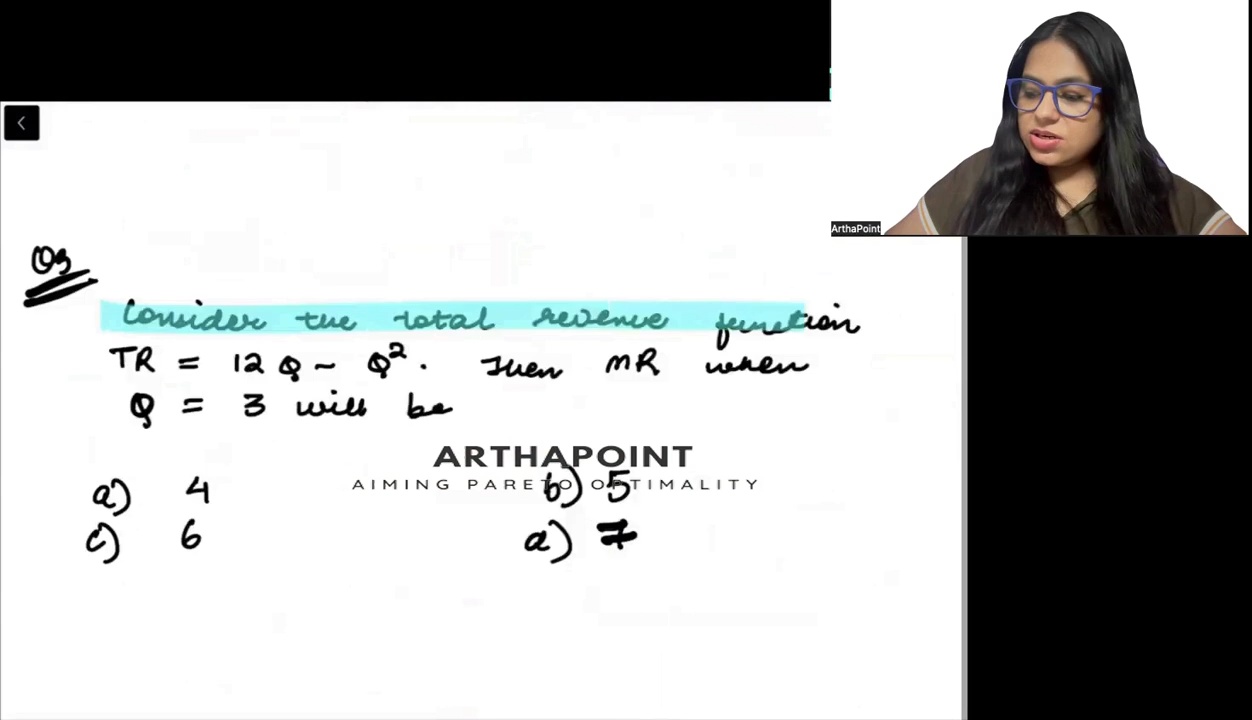 ArthaPoint
Q3
Consider the total revenue function
TR = 12 Q - Q². Then MR when
Q = 3 will be
ARTHAPOINT
AIMING PARETO OPTIMALITY
a) 4 b) 5
c) 6 d) 7